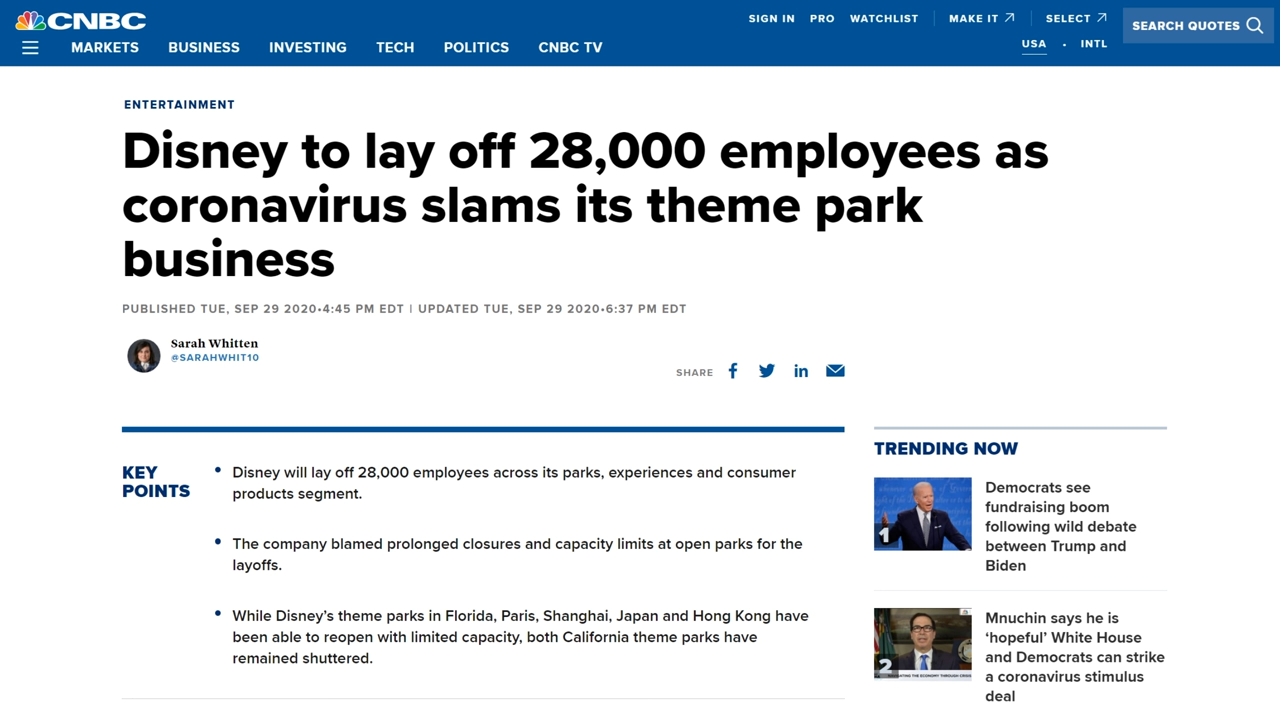 CNBC
SIGN IN PRO WATCHLIST MAKE IT SELECT
SEARCH QUOTES
MARKETS BUSINESS INVESTING TECH POLITICS CNBC TV
USA • INTL
ENTERTAINMENT
Disney to lay off 28,000 employees as
coronavirus slams its theme park
business
PUBLISHED TUE, SEP 29 2020•4:45 PM EDT | UPDATED TUE, SEP 29 2020•6:37 PM EDT
Sarah Whitten
@SARAHWHIT10
SHARE
KEY
POINTS
• Disney will lay off 28,000 employees across its parks, experiences and consumer
products segment.
• The company blamed prolonged closures and capacity limits at open parks for the
layoffs.
• While Disney’s theme parks in Florida, Paris, Shanghai, Japan and Hong Kong have
been able to reopen with limited capacity, both California theme parks have
remained shuttered.
TRENDING NOW
1
Democrats see
fundraising boom
following wild debate
between Trump and
Biden
2
Mnuchin says he is
‘hopeful’ White House
and Democrats can strike
a coronavirus stimulus
deal